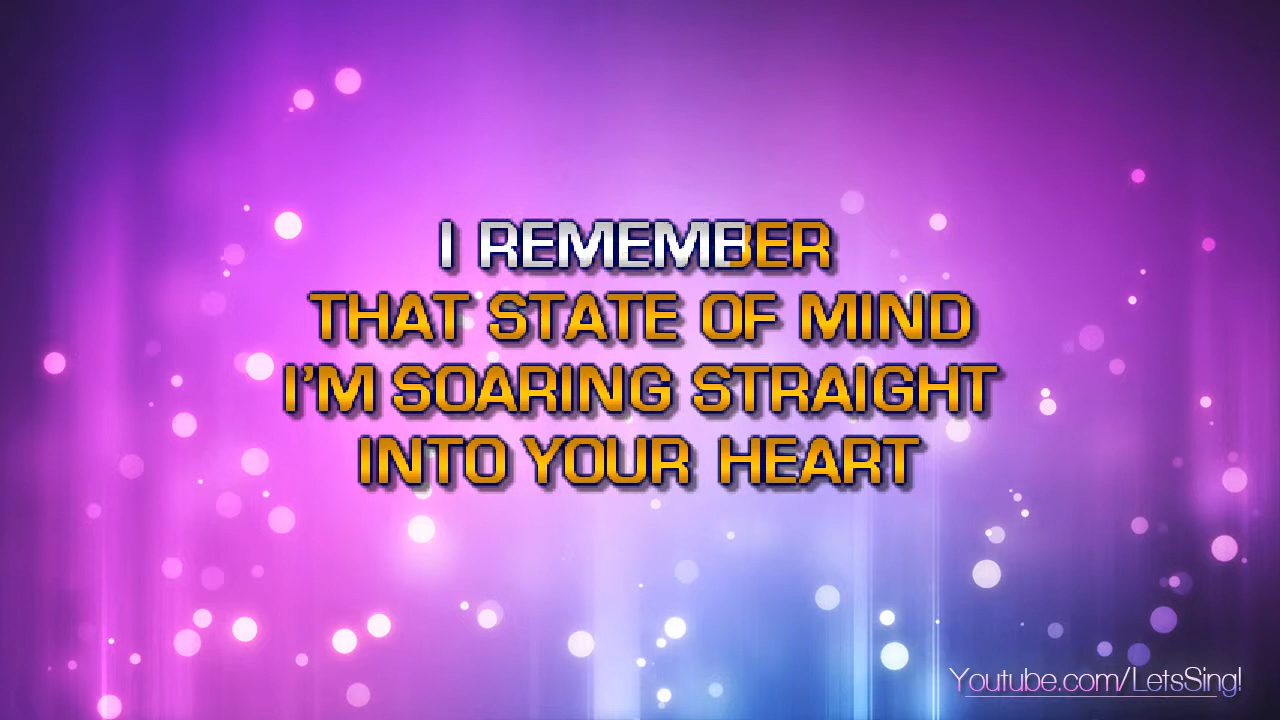 I REMEMBER
THAT STATE OF MIND
I'M SOARING STRAIGHT
INTO YOUR HEART
Youtube.com/LetsSing!